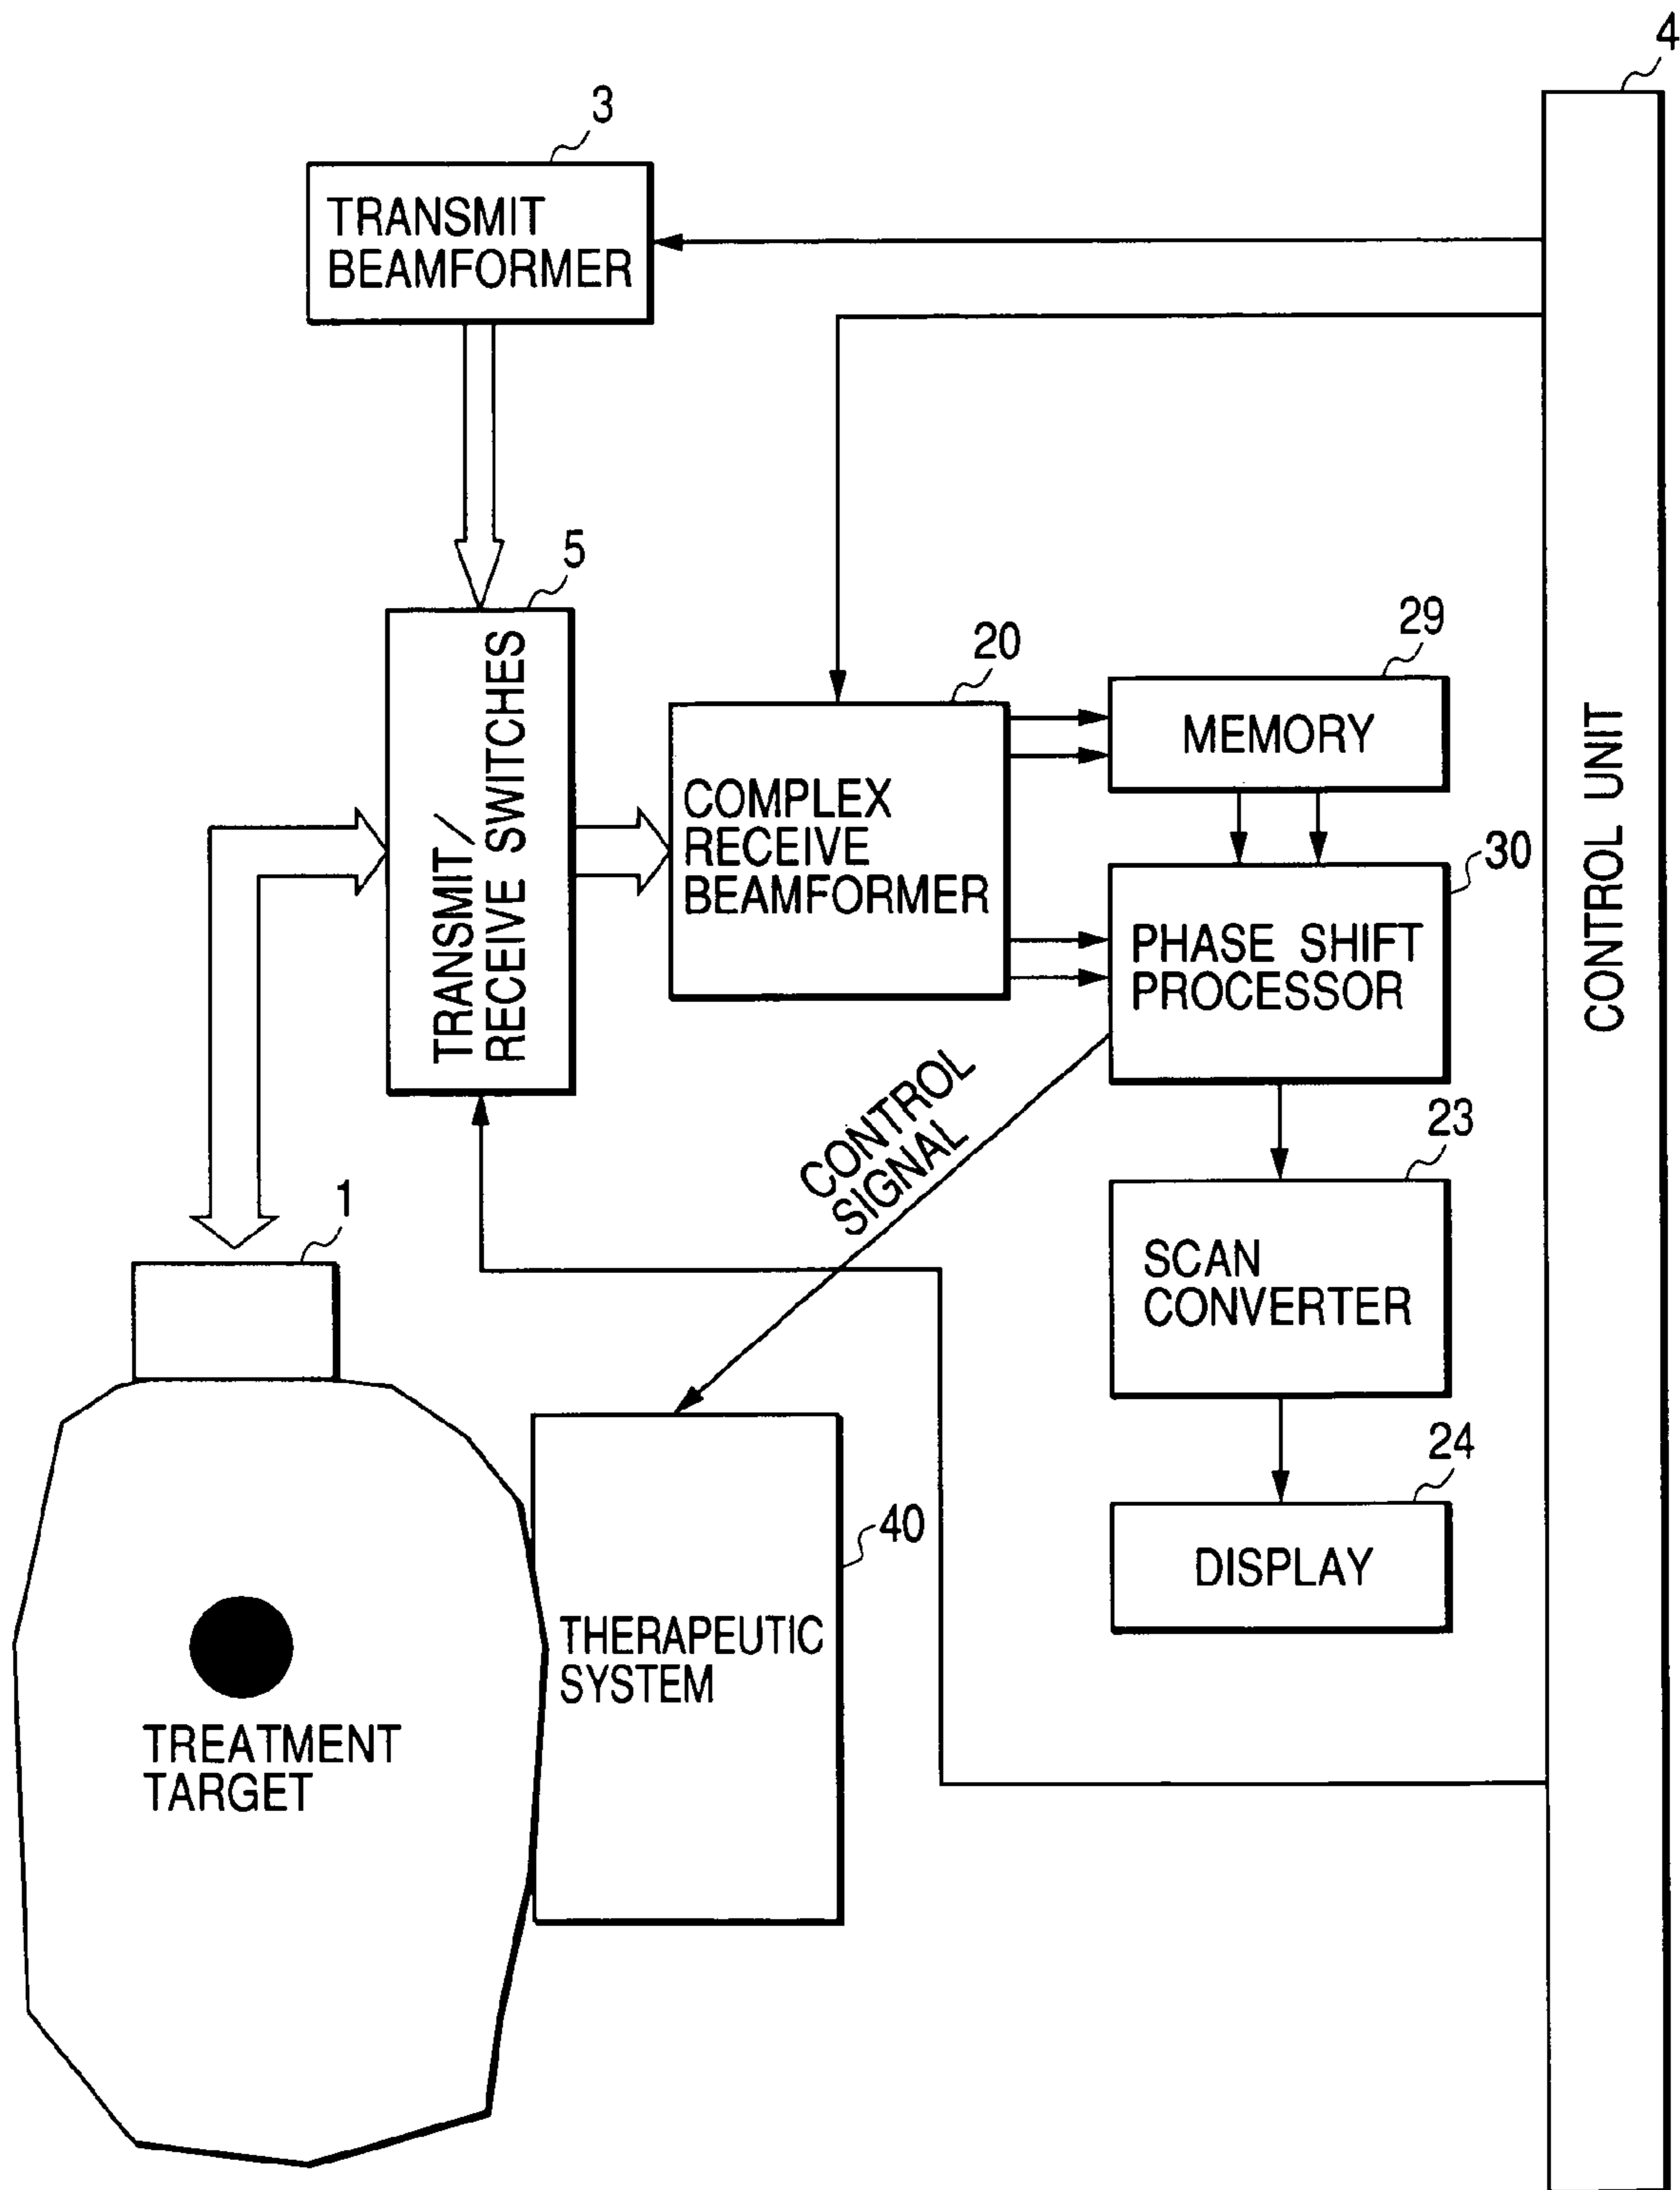 4
3
TRANSMIT
BEAMFORMER
5
TRANSMIT/
RECEIVE SWITCHES
20
COMPLEX
RECEIVE
BEAMFORMER
29
MEMORY
30
PHASE SHIFT
PROCESSOR
CONTROL UNIT
CONTROL
SIGNAL
23
SCAN
CONVERTER
1
24
DISPLAY
40
THERAPEUTIC
SYSTEM
TREATMENT
TARGET